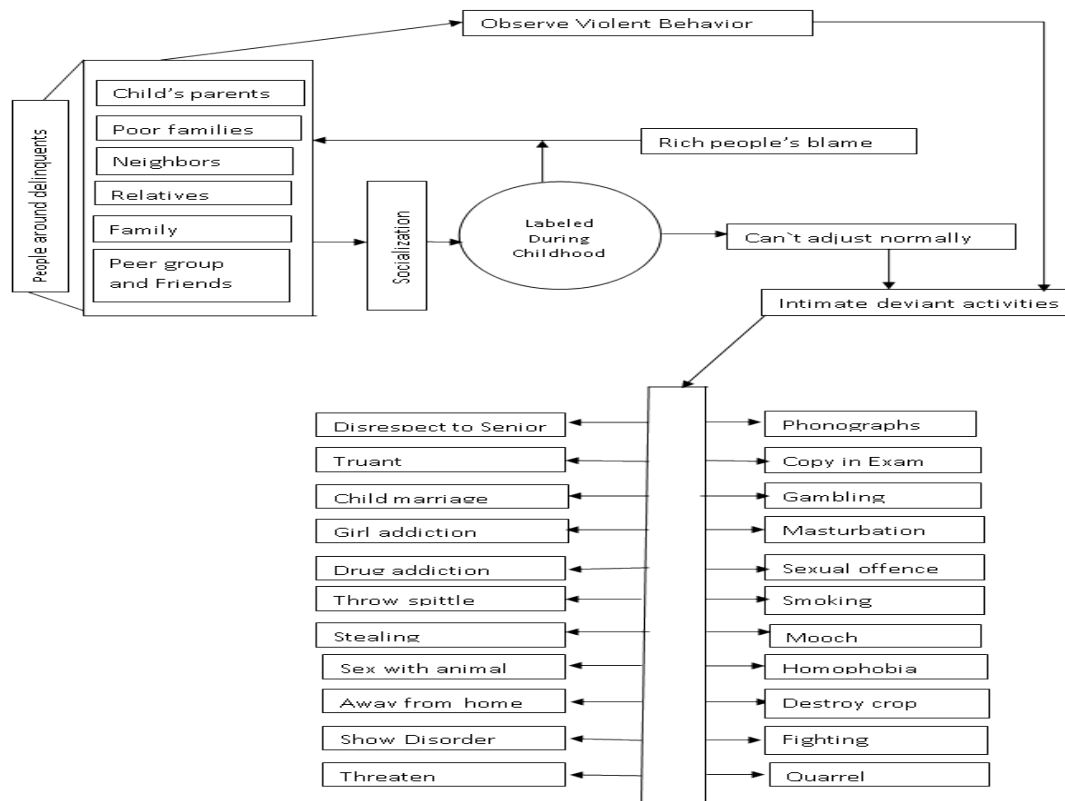 Observe Violent Behavior
People around delinquents
Child's parents
Poor families
Neighbors
Relatives
Family
Peer group
and Friends
Rich people's blame
Socialization
Labeled
During
Childhood
Can`t adjust normally
Intimate deviant activities
Disrespect to Senior
Phonographs
Truant
Copy in Exam
Child marriage
Gambling
Girl addiction
Masturbation
Drug addiction
Sexual offence
Throw spittle
Smoking
Stealing
Mooch
Sex with animal
Homophobia
Away from home
Destroy crop
Show Disorder
Fighting
Threaten
Quarrel